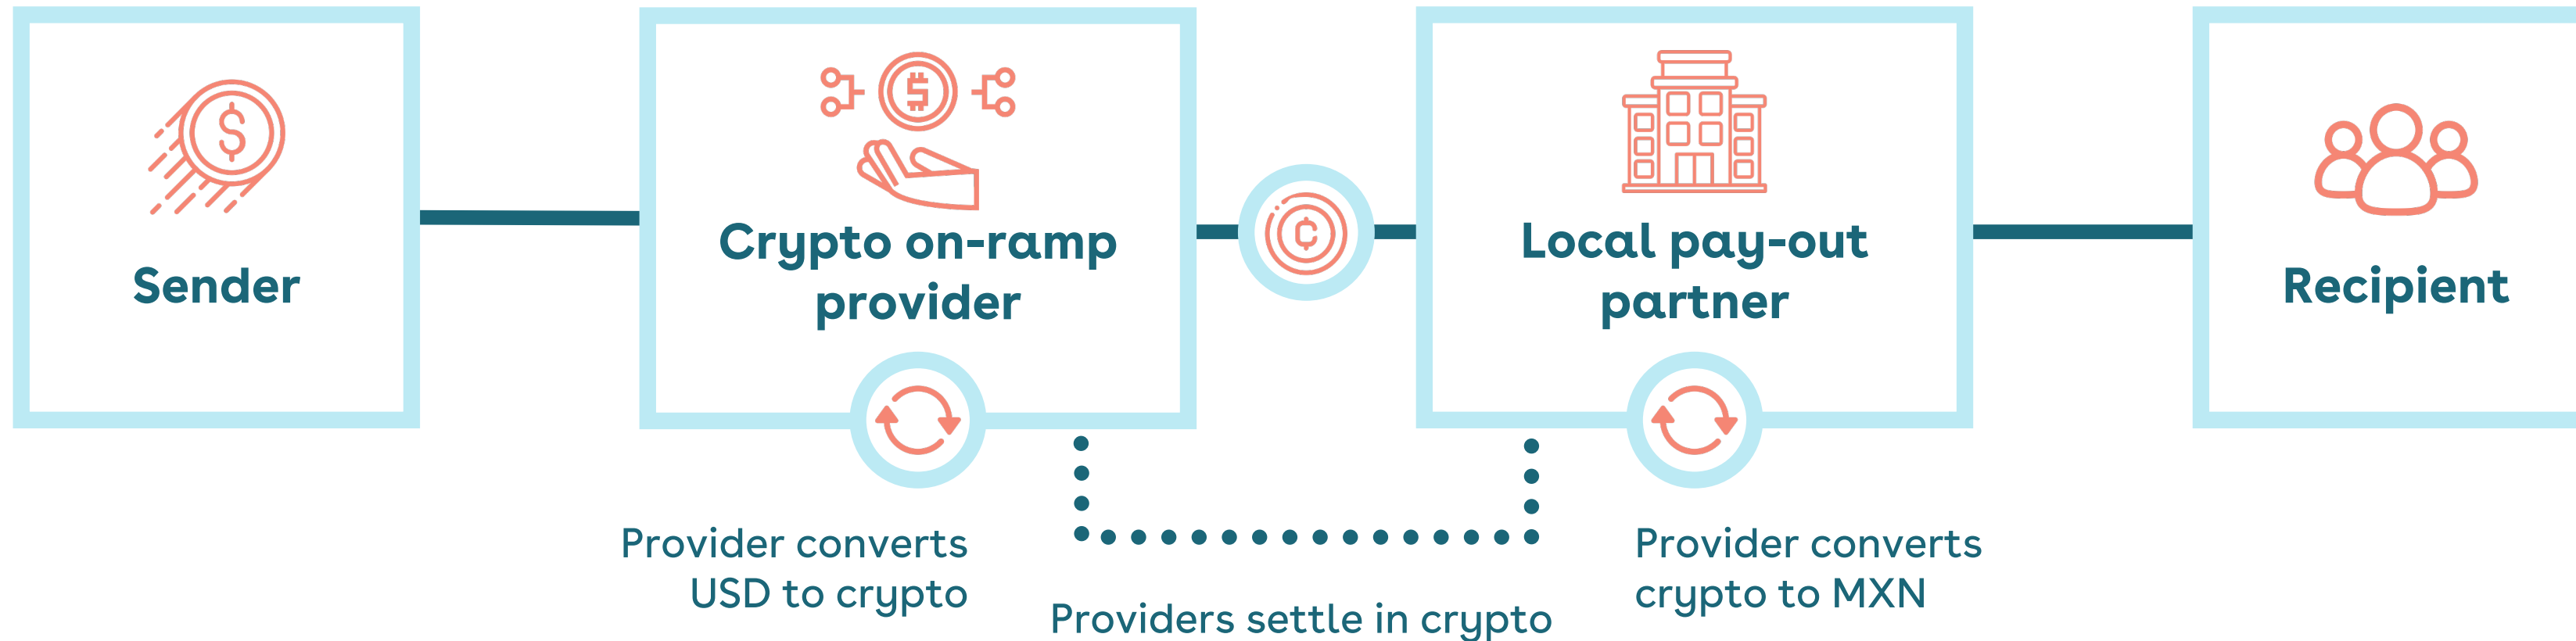 Sender
Crypto on-ramp
provider
Local pay-out
partner
Recipient
Provider converts
USD to crypto
Providers settle in crypto
Provider converts
crypto to MXN